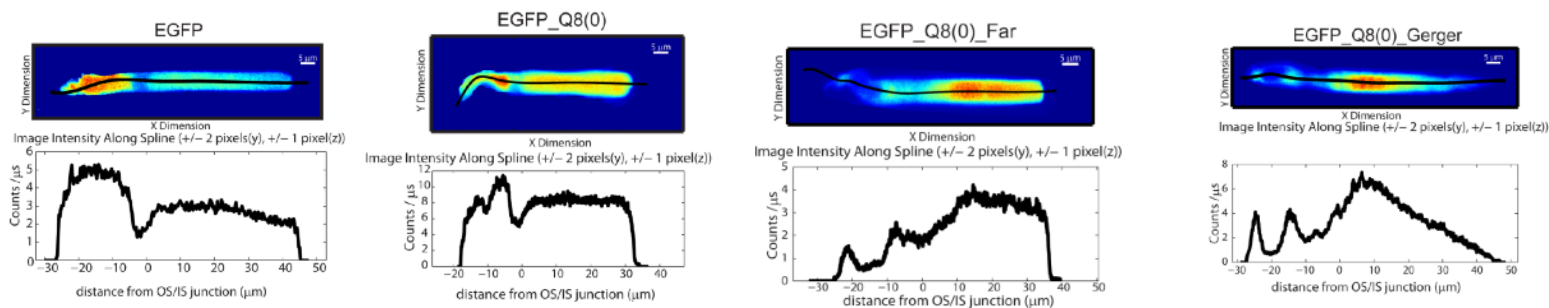 EGFP
5 μm
Y Dimension
X Dimension
Image Intensity Along Spline (+/− 2 pixels(y), +/− 1 pixel(z))
Counts /μs
6
5
4
3
2
1
0
−30 −20 −10 0 10 20 30 40 50
distance from OS/IS junction (μm)
EGFP_Q8(0)
5 μm
Y Dimension
X Dimension
Image Intensity Along Spline (+/− 2 pixels(y), +/− 1 pixel(z))
Counts / μs
12
10
8
6
4
2
0
−20 −10 0 10 20 30 40
distance from OS/IS junction (μm)
EGFP_Q8(0)_Far
5 μm
Y Dimension
X Dimension
Image Intensity Along Spline (+/− 2 pixels(y), +/− 1 pixel(z))
Counts / μs
5
4
3
2
1
0
−30 −20 −10 0 10 20 30 40 50
distance from OS/IS junction (μm)
EGFP_Q8(0)_Gerger
5 μm
Y Dimension
X Dimension
Image Intensity Along Spline (+/− 2 pixels(y), +/− 1 pixel(z))
Counts / μs
8
6
4
2
0
−30 −20 −10 0 10 20 30 40 50
distance from OS/IS junction (μm)